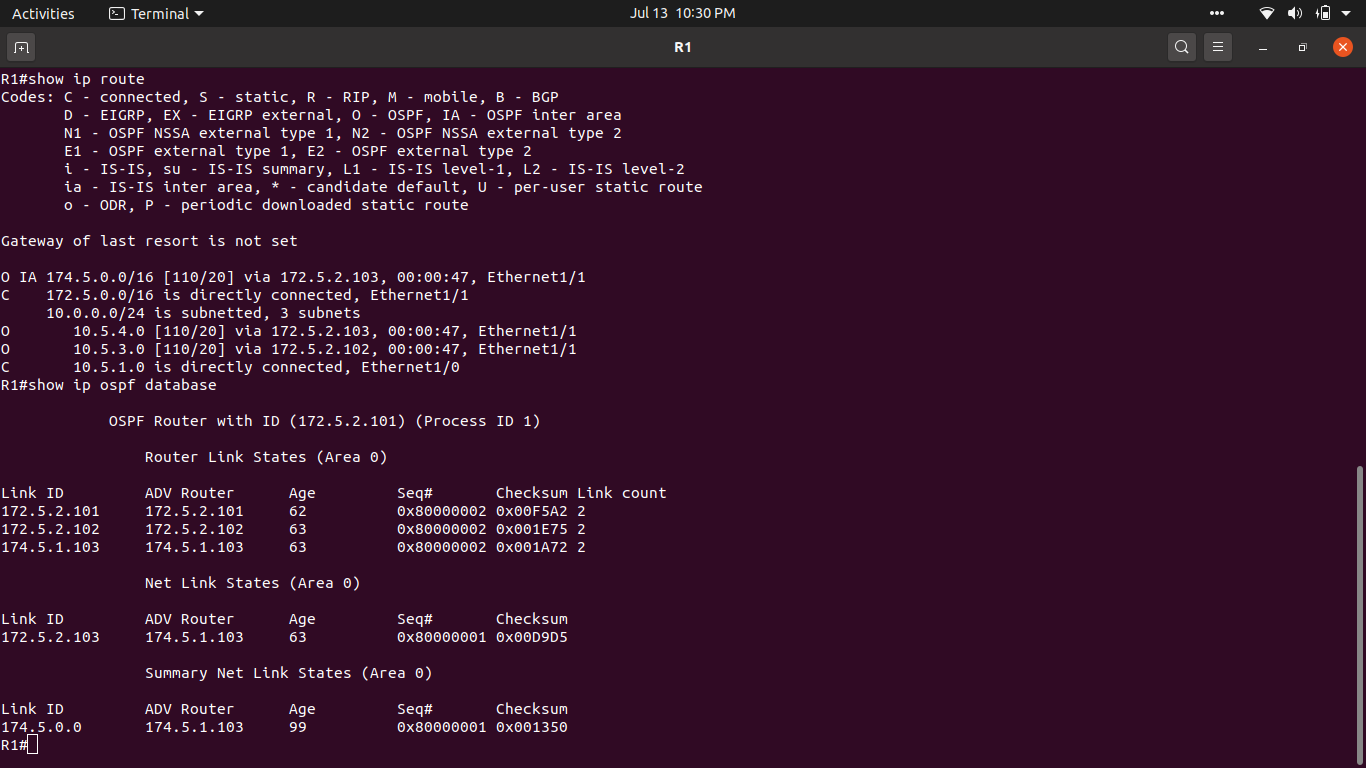 Activities Terminal Jul 13 10:30 PM
R1
R1#show ip route
Codes: C - connected, S - static, R - RIP, M - mobile, B - BGP
       D - EIGRP, EX - EIGRP external, O - OSPF, IA - OSPF inter area
       N1 - OSPF NSSA external type 1, N2 - OSPF NSSA external type 2
       E1 - OSPF external type 1, E2 - OSPF external type 2
       i - IS-IS, su - IS-IS summary, L1 - IS-IS level-1, L2 - IS-IS level-2
       ia - IS-IS inter area, * - candidate default, U - per-user static route
       o - ODR, P - periodic downloaded static route
Gateway of last resort is not set
O IA 174.5.0.0/16 [110/20] via 172.5.2.103, 00:00:47, Ethernet1/1
C    172.5.0.0/16 is directly connected, Ethernet1/1
     10.0.0.0/24 is subnetted, 3 subnets
O       10.5.4.0 [110/20] via 172.5.2.103, 00:00:47, Ethernet1/1
O       10.5.3.0 [110/20] via 172.5.2.102, 00:00:47, Ethernet1/1
C       10.5.1.0 is directly connected, Ethernet1/0
R1#show ip ospf database
            OSPF Router with ID (172.5.2.101) (Process ID 1)
                Router Link States (Area 0)
Link ID         ADV Router      Age         Seq#       Checksum Link count
172.5.2.101     172.5.2.101     62          0x80000002 0x00F5A2 2
172.5.2.102     172.5.2.102     63          0x80000002 0x001E75 2
174.5.1.103     174.5.1.103     63          0x80000002 0x001A72 2
                Net Link States (Area 0)
Link ID         ADV Router      Age         Seq#       Checksum
172.5.2.103     174.5.1.103     63          0x80000001 0x00D9D5
                Summary Net Link States (Area 0)
Link ID         ADV Router      Age         Seq#       Checksum
174.5.0.0       174.5.1.103     99          0x80000001 0x001350
R1#